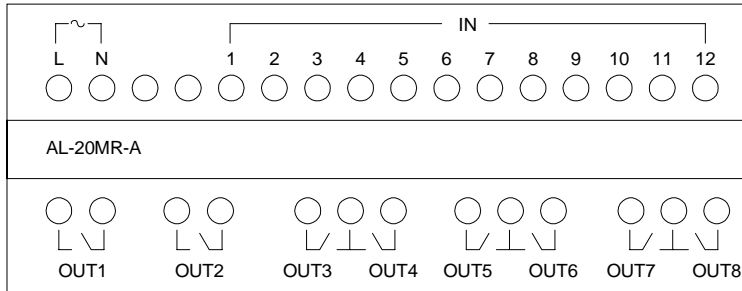 IN
L N 1 2 3 4 5 6 7 8 9 10 11 12
AL-20MR-A
OUT1 OUT2 OUT3 OUT4 OUT5 OUT6 OUT7 OUT8